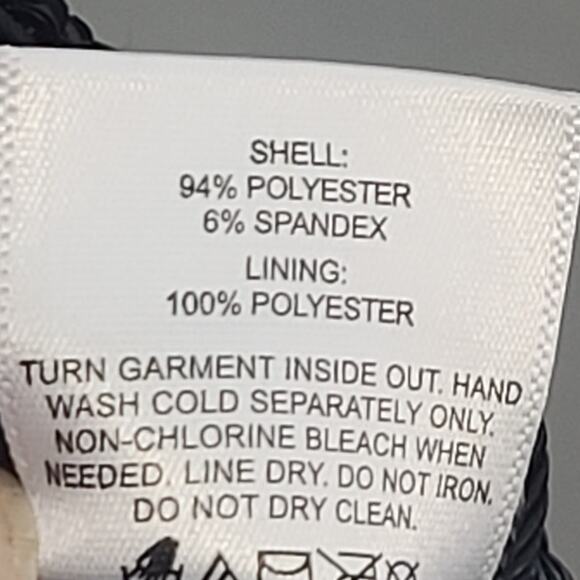 SHELL:
94% POLYESTER
6% SPANDEX
LINING:
100% POLYESTER
TURN GARMENT INSIDE OUT. HAND
WASH COLD SEPARATELY ONLY.
NON-CHLORINE BLEACH WHEN
NEEDED. LINE DRY. DO NOT IRON.
DO NOT DRY CLEAN.